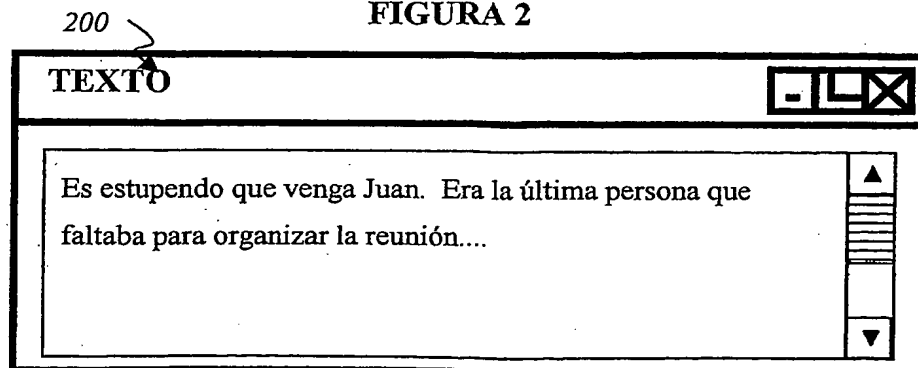 FIGURA 2
200
TEXTO
Es estupendo que venga Juan. Era la última persona que
faltaba para organizar la reunión....